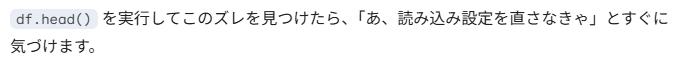 df.head() を実行してこのズレを見つけたら、「あ、読み込み設定を直さなきゃ」とすぐに
気づけます。